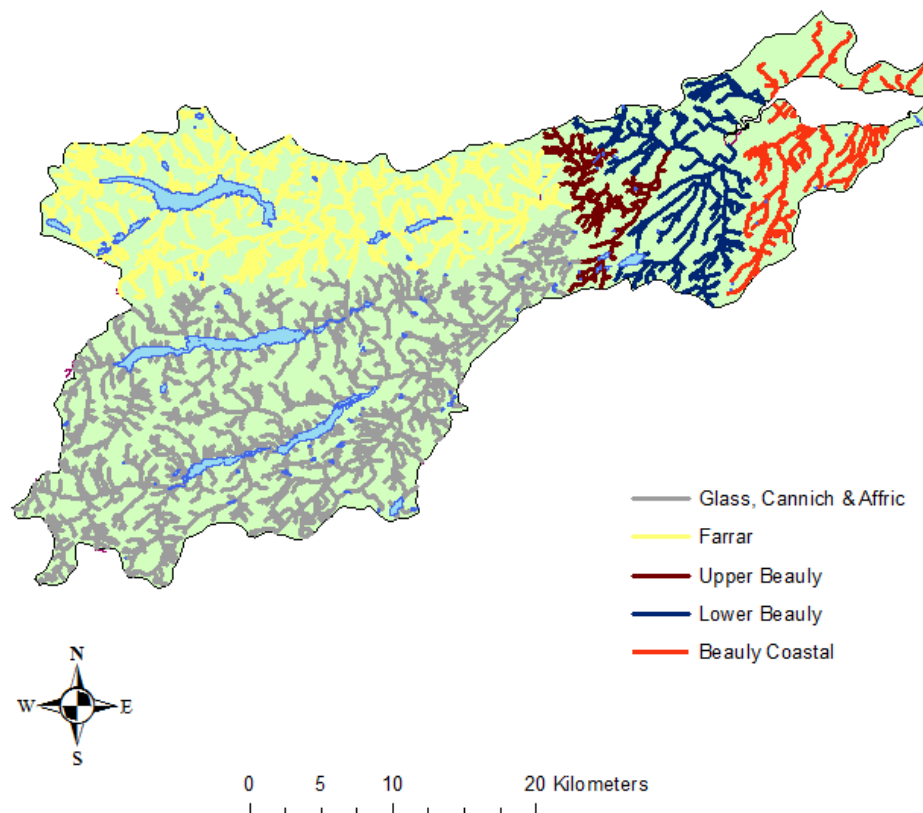 Glass, Cannich & Affric
Farrar
Upper Beauly
Lower Beauly
Beauly Coastal
N
W E
S
0 5 10 20 Kilometers